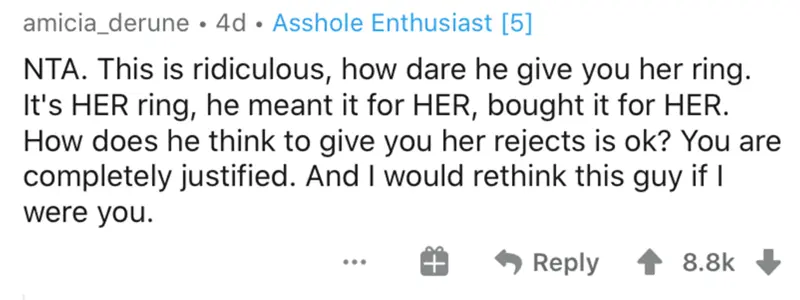 amicia_derune • 4d • Asshole Enthusiast [5]
NTA. This is ridiculous, how dare he give you her ring.
It's HER ring, he meant it for HER, bought it for HER.
How does he think to give you her rejects is ok? You are
completely justified. And I would rethink this guy if I
were you.
... Reply 8.8k